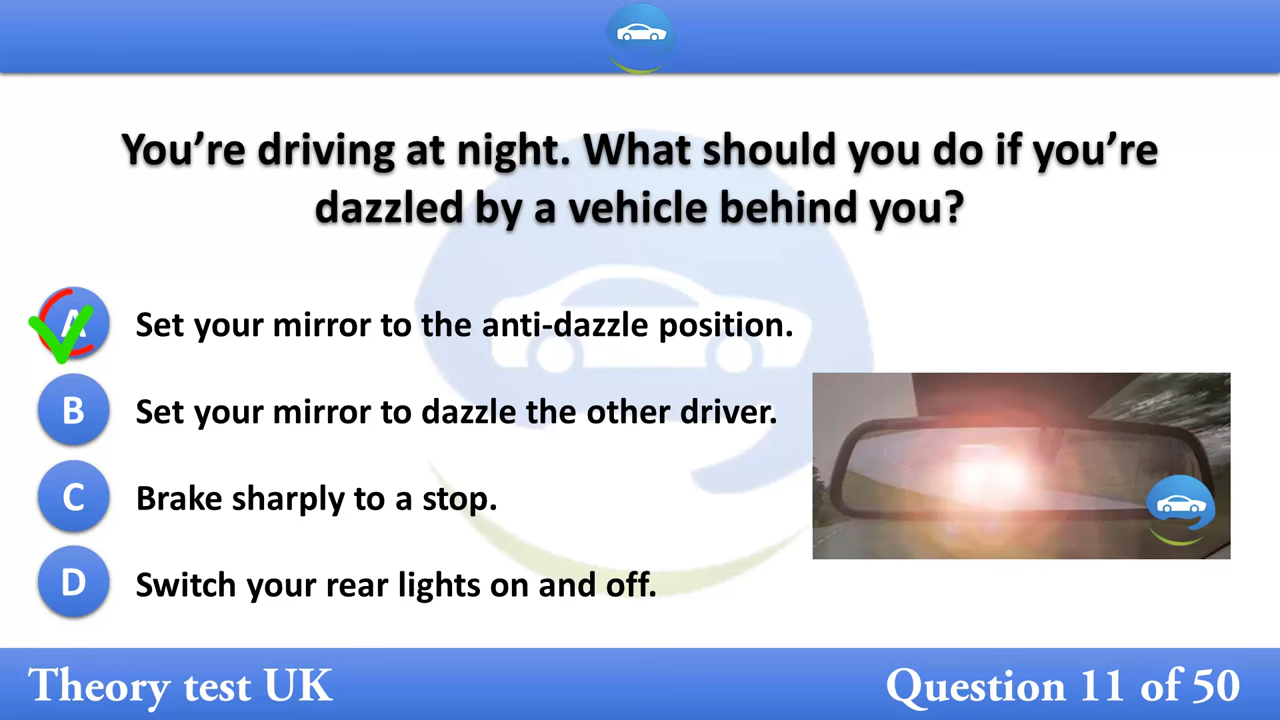 You’re driving at night. What should you do if you’re
dazzled by a vehicle behind you?
A Set your mirror to the anti-dazzle position.
B Set your mirror to dazzle the other driver.
C Brake sharply to a stop.
D Switch your rear lights on and off.
Theory test UK
Question 11 of 50